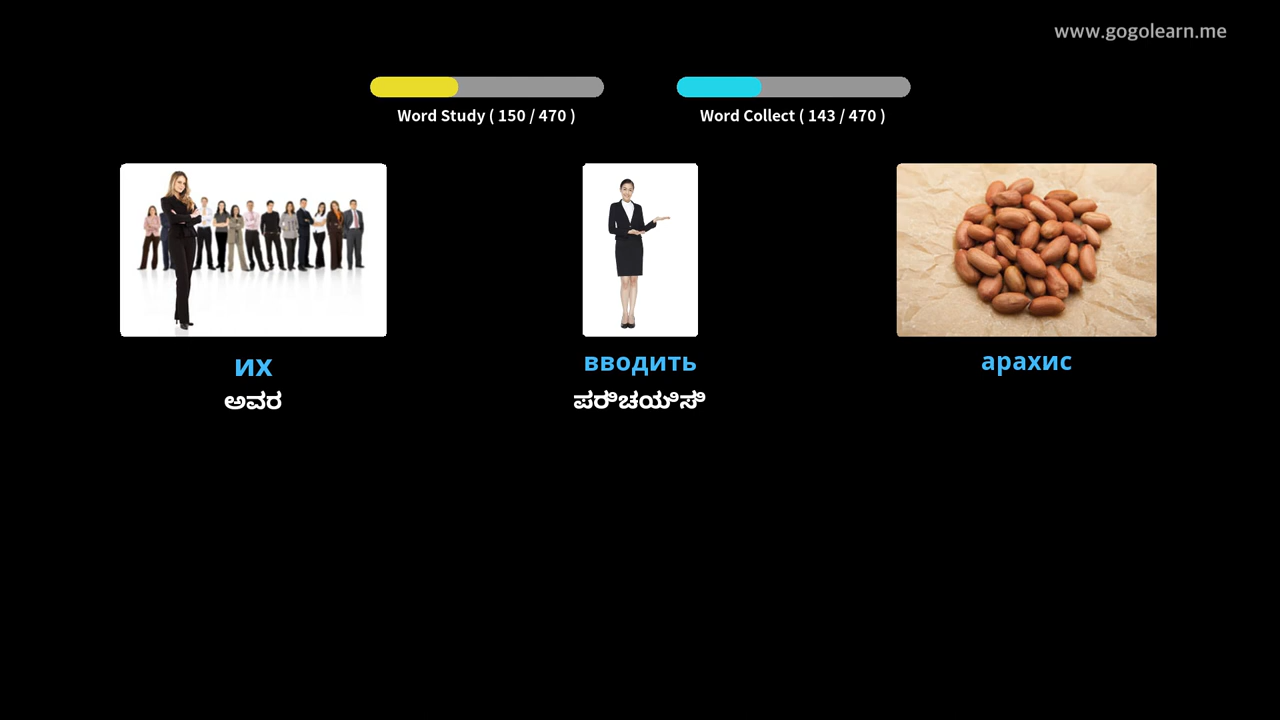 www.gogolearn.me
Word Study ( 150 / 470 )
Word Collect ( 143 / 470 )
их
ಅವರ
вводить
ಪರಿಚಯಿಸಿ
арахис